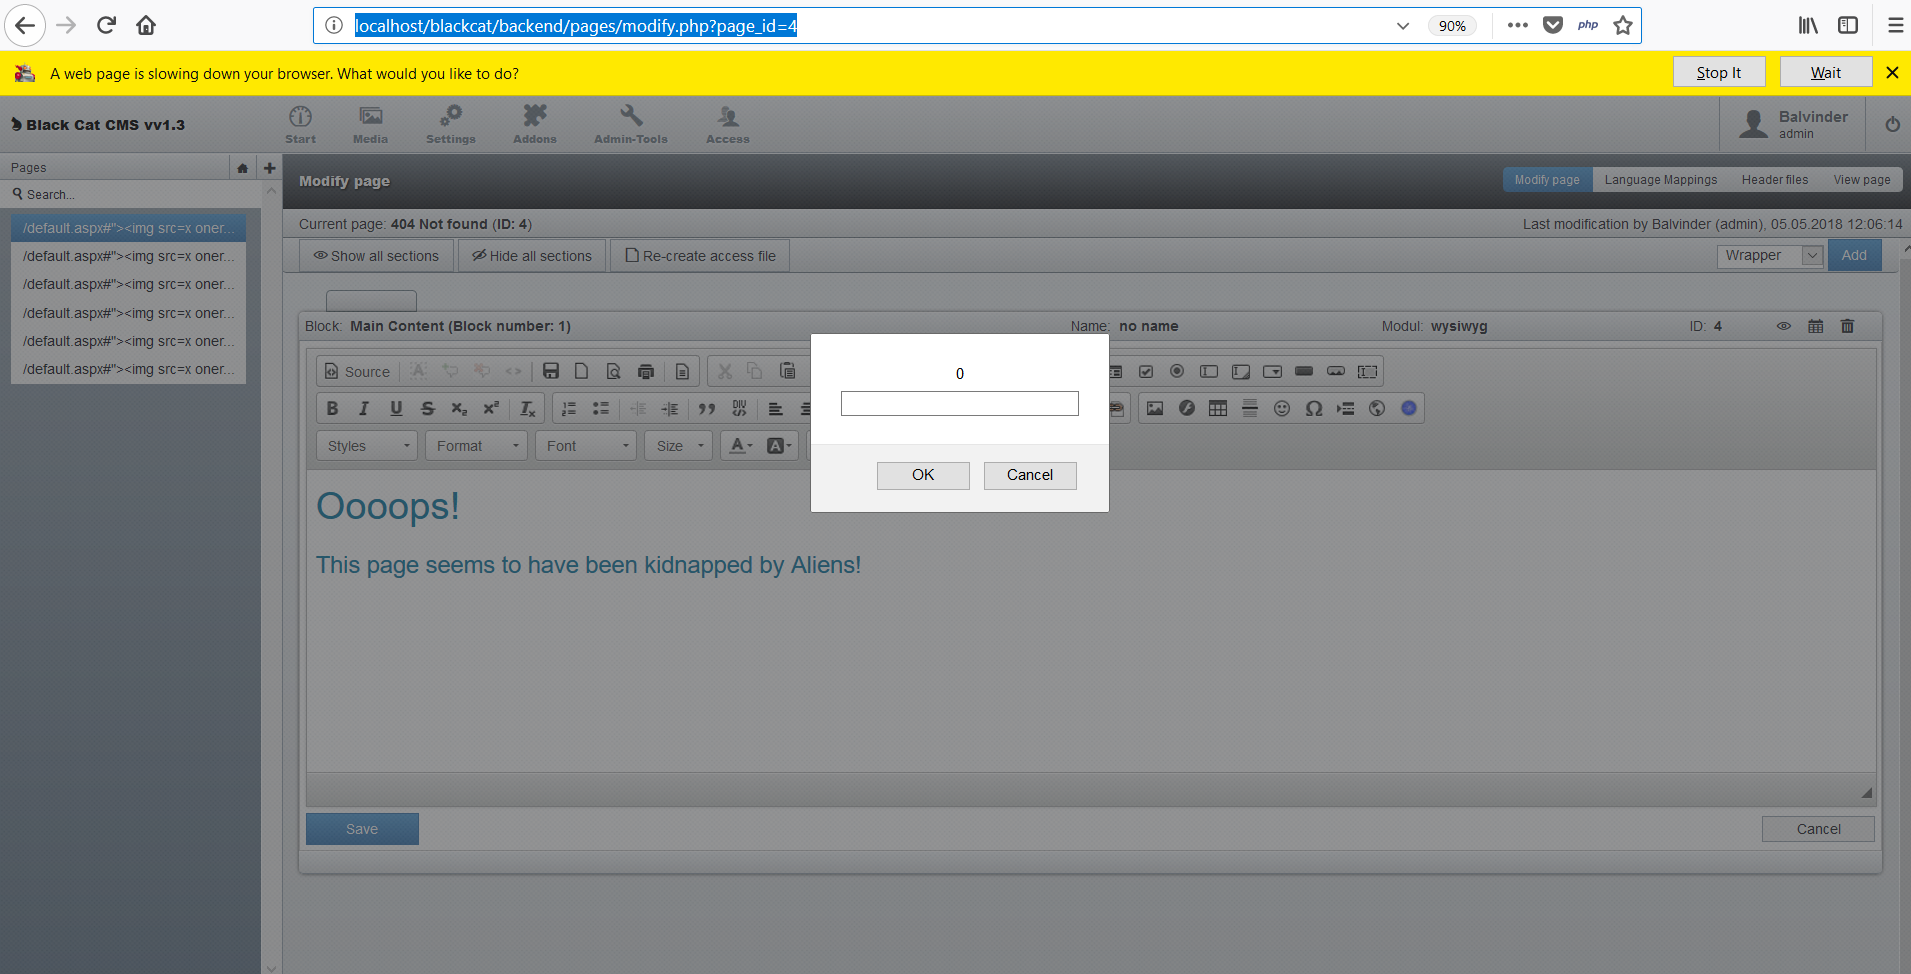 localhost/blackcat/backend/pages/modify.php?page_id=4
90%
php
A web page is slowing down your browser. What would you like to do?
Stop It
Wait
Black Cat CMS vv1.3
Start
Media
Settings
Addons
Admin-Tools
Access
Balvinder
admin
Pages
Search...
Modify page
Modify page
Language Mappings
Header files
View page
/default.aspx#"><img src=x oner...
/default.aspx#"><img src=x oner...
/default.aspx#"><img src=x oner...
/default.aspx#"><img src=x oner...
/default.aspx#"><img src=x oner...
/default.aspx#"><img src=x oner...
Current page: 404 Not found (ID: 4)
Last modification by Balvinder (admin), 05.05.2018 12:06:14
Show all sections
Hide all sections
Re-create access file
Wrapper
Add
Block: Main Content (Block number: 1)
Name: no name
Modul: wysiwyg
ID: 4
Source
Styles
Format
Font
Size
0
OK
Cancel
Oooops!
This page seems to have been kidnapped by Aliens!
Save
Cancel